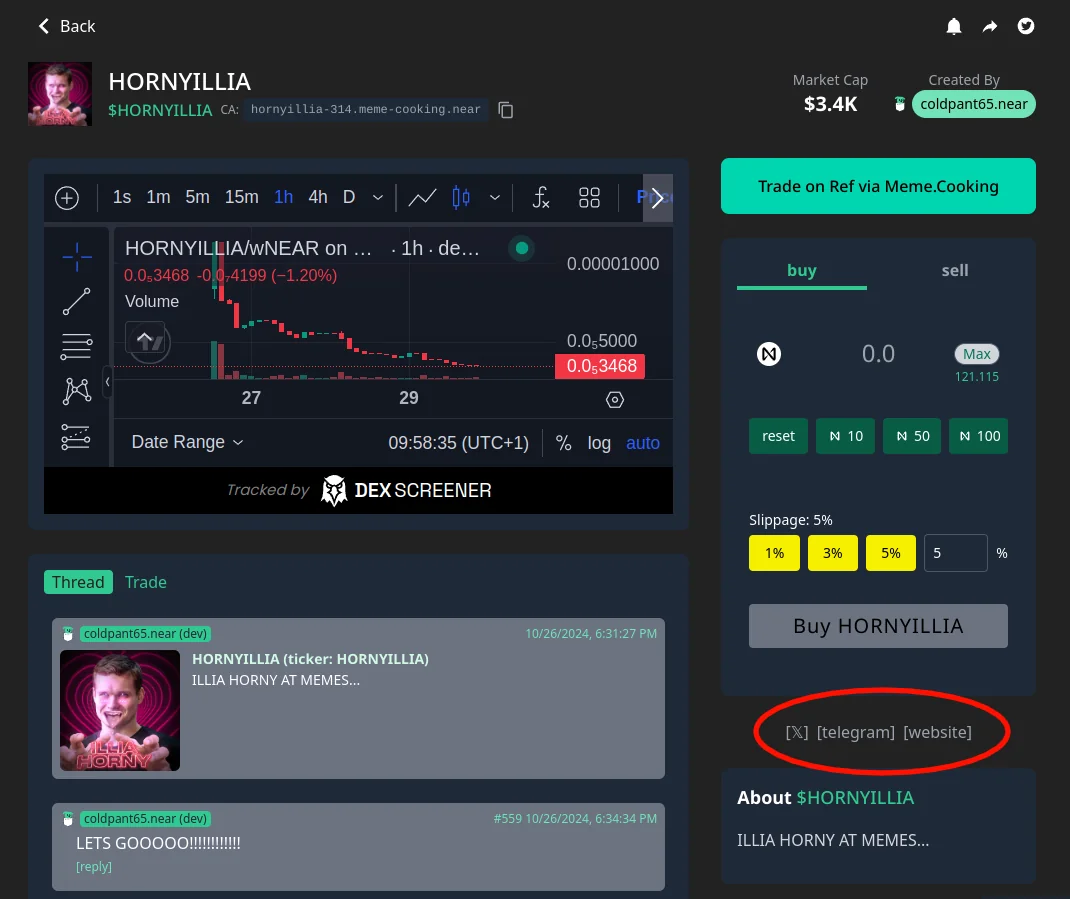 Back
HORNYILLIA
$HORNYILLIA CA: hornyillia-314.meme-cooking.near
Market Cap
$3.4K
Created By
coldpant65.near
1s 1m 5m 15m 1h 4h D
HORNYILLIA/wNEAR on ... · 1h · de...
0.0₅3468 -0.0₇4199 (−1.20%)
Volume
0.00001000
0.0₅5000
0.0₅3468
27 29
Date Range 09:58:35 (UTC+1) % log auto
Tracked by DEX SCREENER
Trade on Ref via Meme.Cooking
buy sell
0.0 Max
121.115
reset 10 50 100
Slippage: 5%
1% 3% 5% 5 %
Buy HORNYILLIA
[𝕏] [telegram] [website]
About $HORNYILLIA
ILLIA HORNY AT MEMES...
Thread Trade
coldpant65.near (dev) 10/26/2024, 6:31:27 PM
HORNYILLIA (ticker: HORNYILLIA)
ILLIA HORNY AT MEMES...
ILLIA
HORNY
coldpant65.near (dev) #559 10/26/2024, 6:34:34 PM
LETS GOOOOO!!!!!!!!!!!!
[reply]